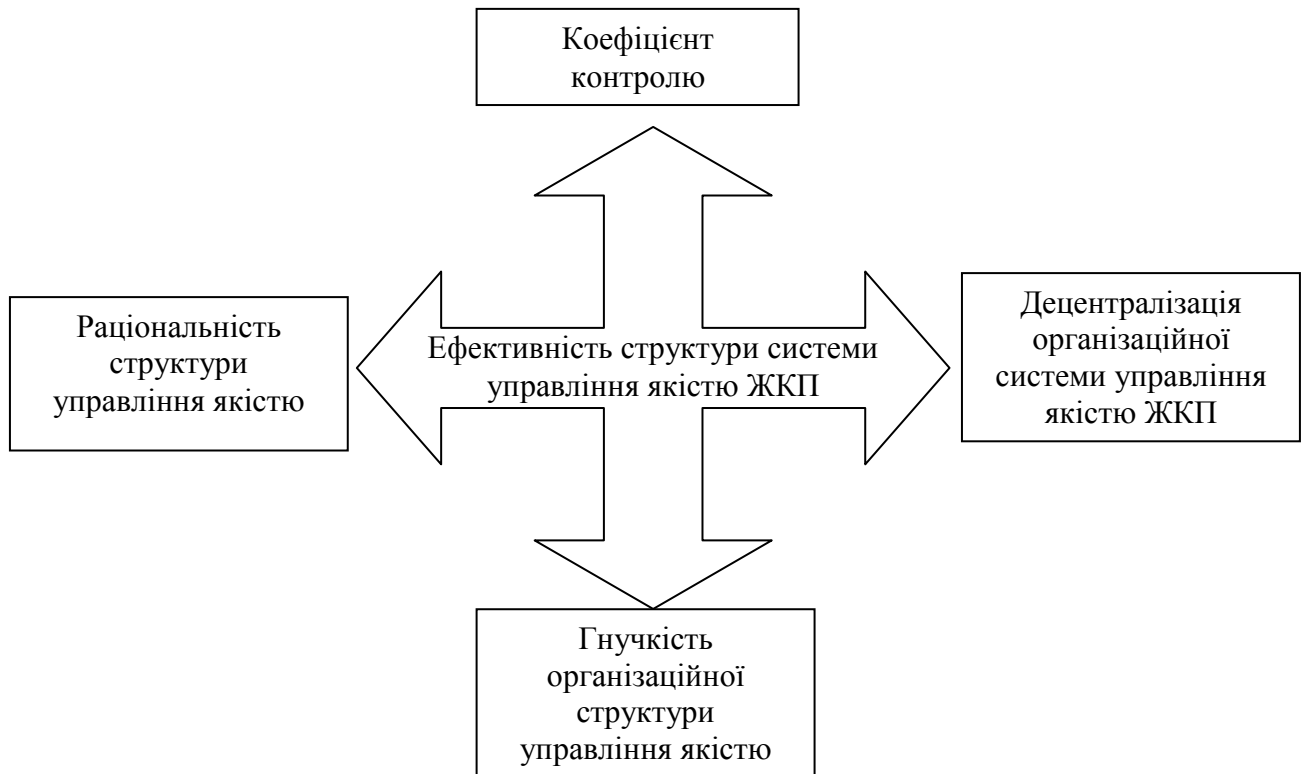 Коефіцієнт
контролю
Раціональність
структури
управління якістю
Ефективність структури системи
управління якістю ЖКП
Децентралізація
організаційної
системи управління
якістю ЖКП
Гнучкість
організаційної
структури
управління якістю